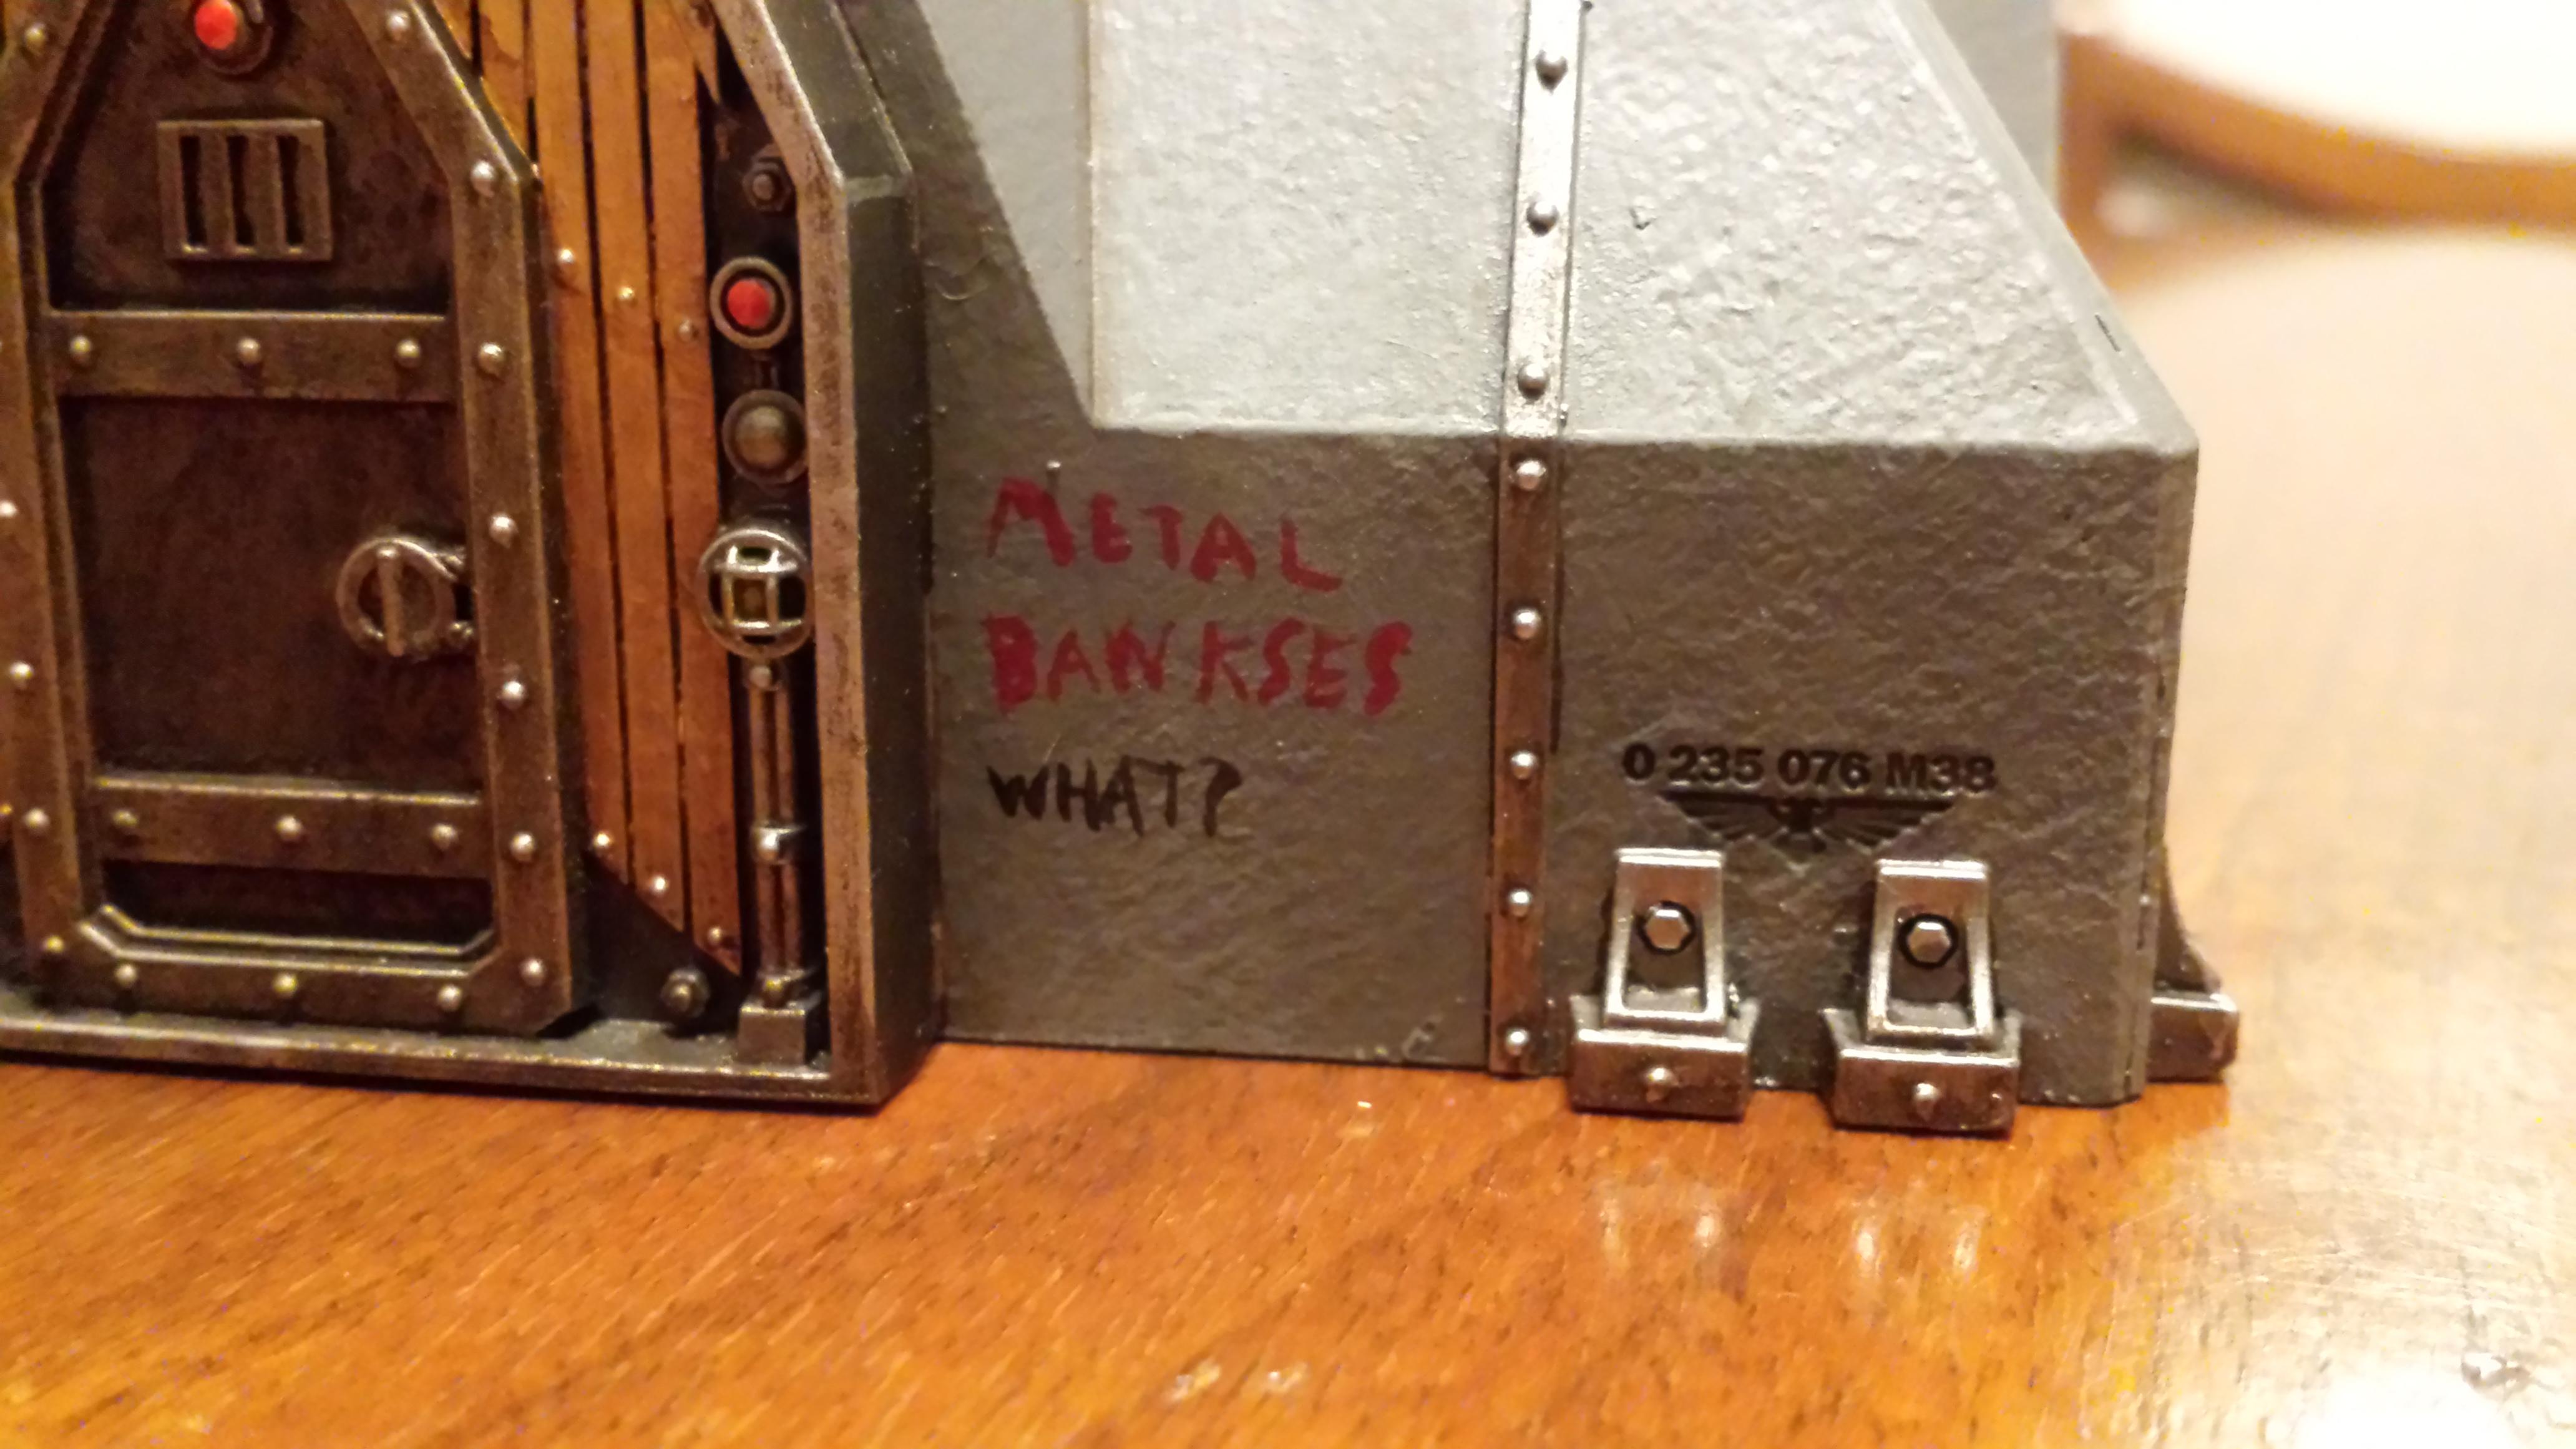 METAL
BANKSES
WHAT?
0 235 076 M38